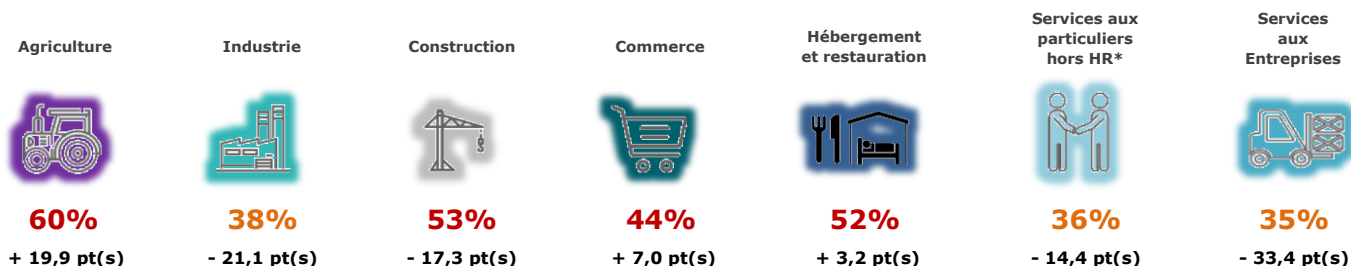 Agriculture
Industrie
Construction
Commerce
Hébergement
et restauration
Services aux
particuliers
hors HR*
Services
aux
Entreprises
60%
38%
53%
44%
52%
36%
35%
+ 19,9 pt(s)
- 21,1 pt(s)
- 17,3 pt(s)
+ 7,0 pt(s)
+ 3,2 pt(s)
- 14,4 pt(s)
- 33,4 pt(s)